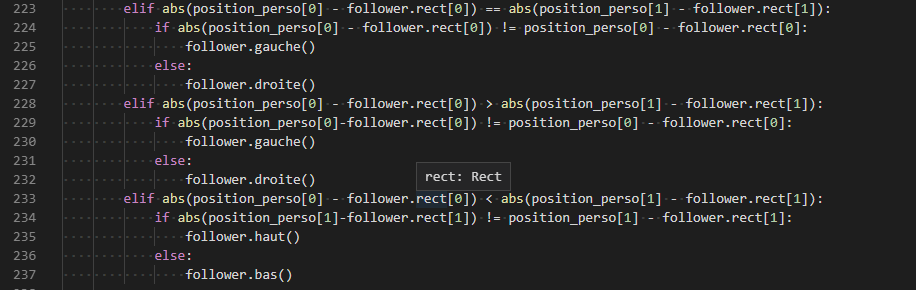 223 elif abs(position_perso[0] - follower.rect[0]) == abs(position_perso[1] - follower.rect[1]):
224 if abs(position_perso[0] - follower.rect[0]) != position_perso[0] - follower.rect[0]:
225 follower.gauche()
226 else:
227 follower.droite()
228 elif abs(position_perso[0] - follower.rect[0]) > abs(position_perso[1] - follower.rect[1]):
229 if abs(position_perso[0]-follower.rect[0]) != position_perso[0] - follower.rect[0]:
230 follower.gauche()
231 else:
rect: Rect
232 follower.droite()
233 elif abs(position_perso[0] - follower.rect[0]) < abs(position_perso[1] - follower.rect[1]):
234 if abs(position_perso[1]-follower.rect[1]) != position_perso[1] - follower.rect[1]:
235 follower.haut()
236 else:
237 follower.bas()